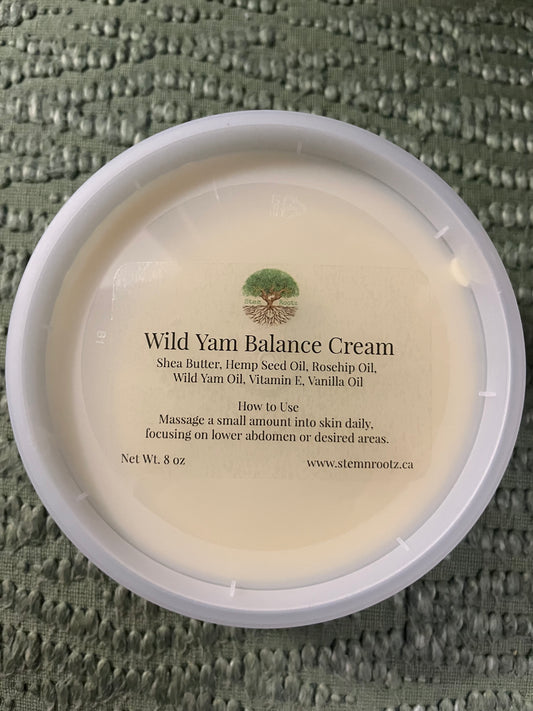 Stem Rootz
Wild Yam Balance Cream
Shea Butter, Hemp Seed Oil, Rosehip Oil,
Wild Yam Oil, Vitamin E, Vanilla Oil
How to Use
Massage a small amount into skin daily,
focusing on lower abdomen or desired areas.
Net Wt. 8 oz www.stemnrootz.ca